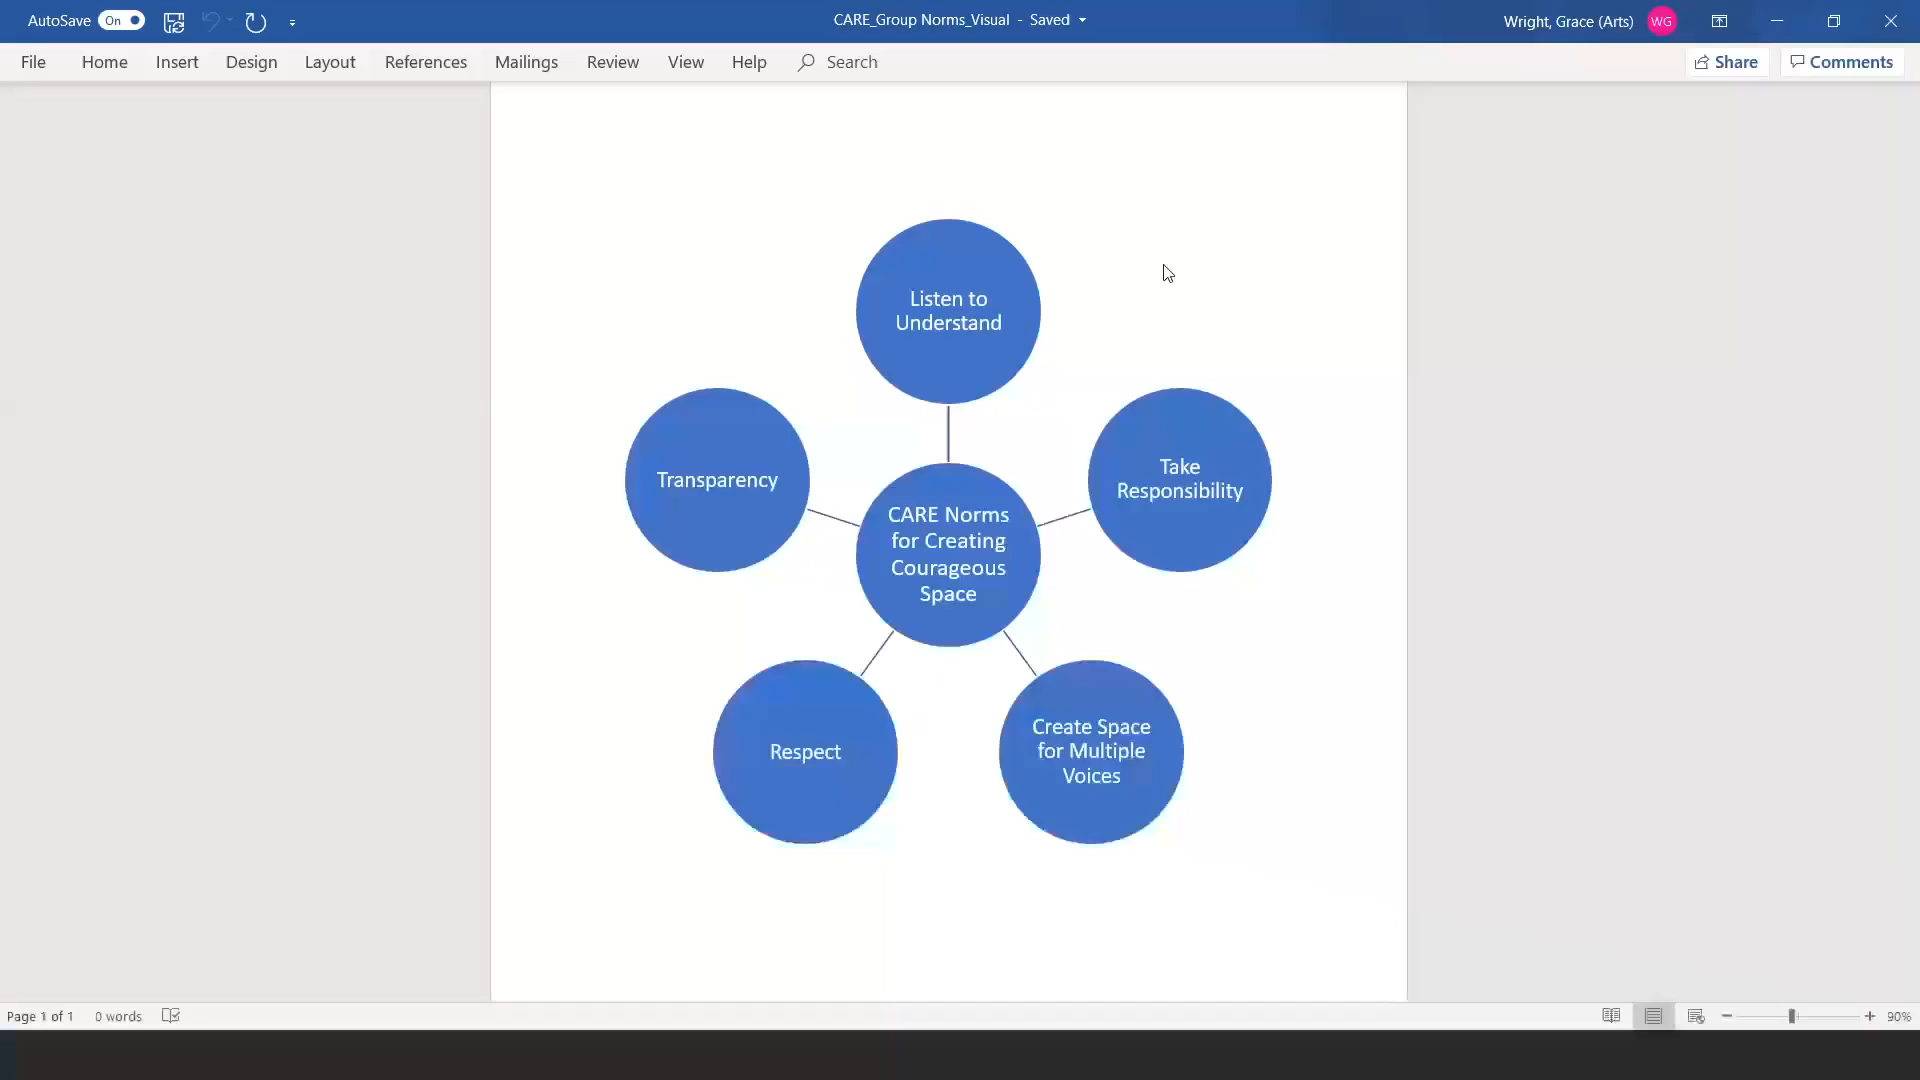 AutoSave On CARE_Group Norms_Visual - Saved Wright, Grace (Arts) WG
File Home Insert Design Layout References Mailings Review View Help Search Share Comments
Listen to
Understand
Transparency
Take
Responsibility
CARE Norms
for Creating
Courageous
Space
Respect
Create Space
for Multiple
Voices
Page 1 of 1 0 words 90%